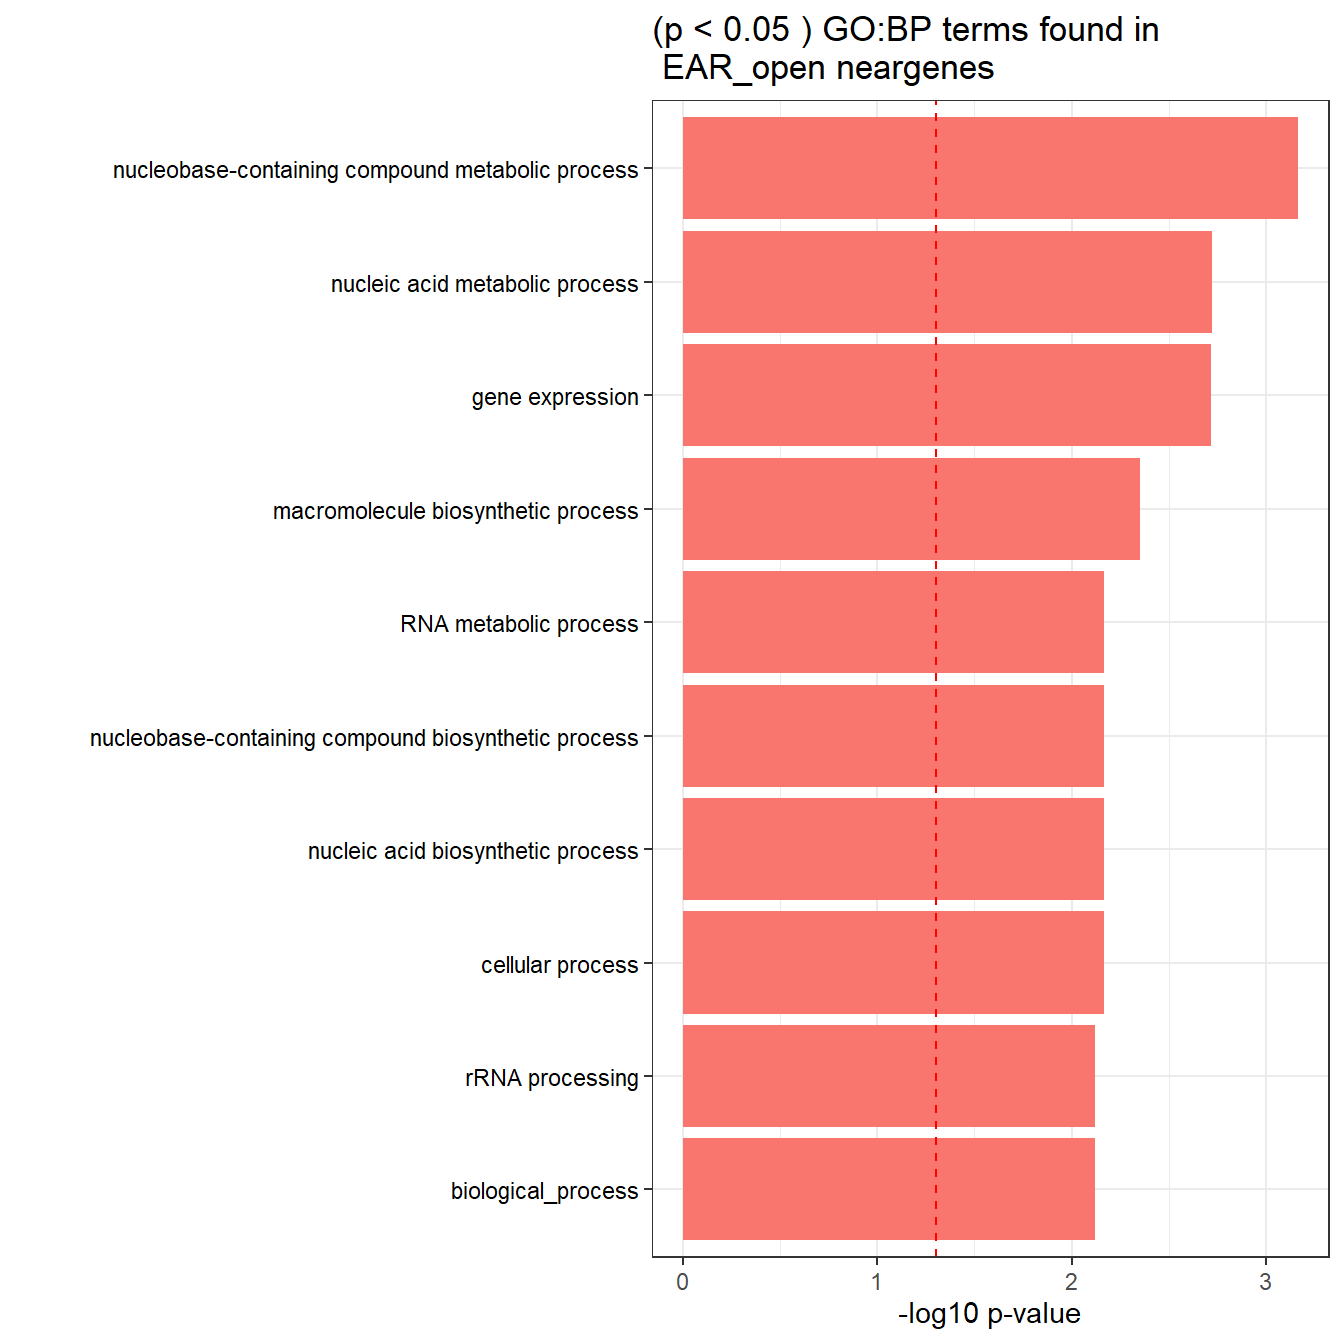 (p < 0.05 ) GO:BP terms found in
EAR_open neargenes
nucleobase-containing compound metabolic process
nucleic acid metabolic process
gene expression
macromolecule biosynthetic process
RNA metabolic process
nucleobase-containing compound biosynthetic process
nucleic acid biosynthetic process
cellular process
rRNA processing
biological_process
0 1 2 3
-log10 p-value